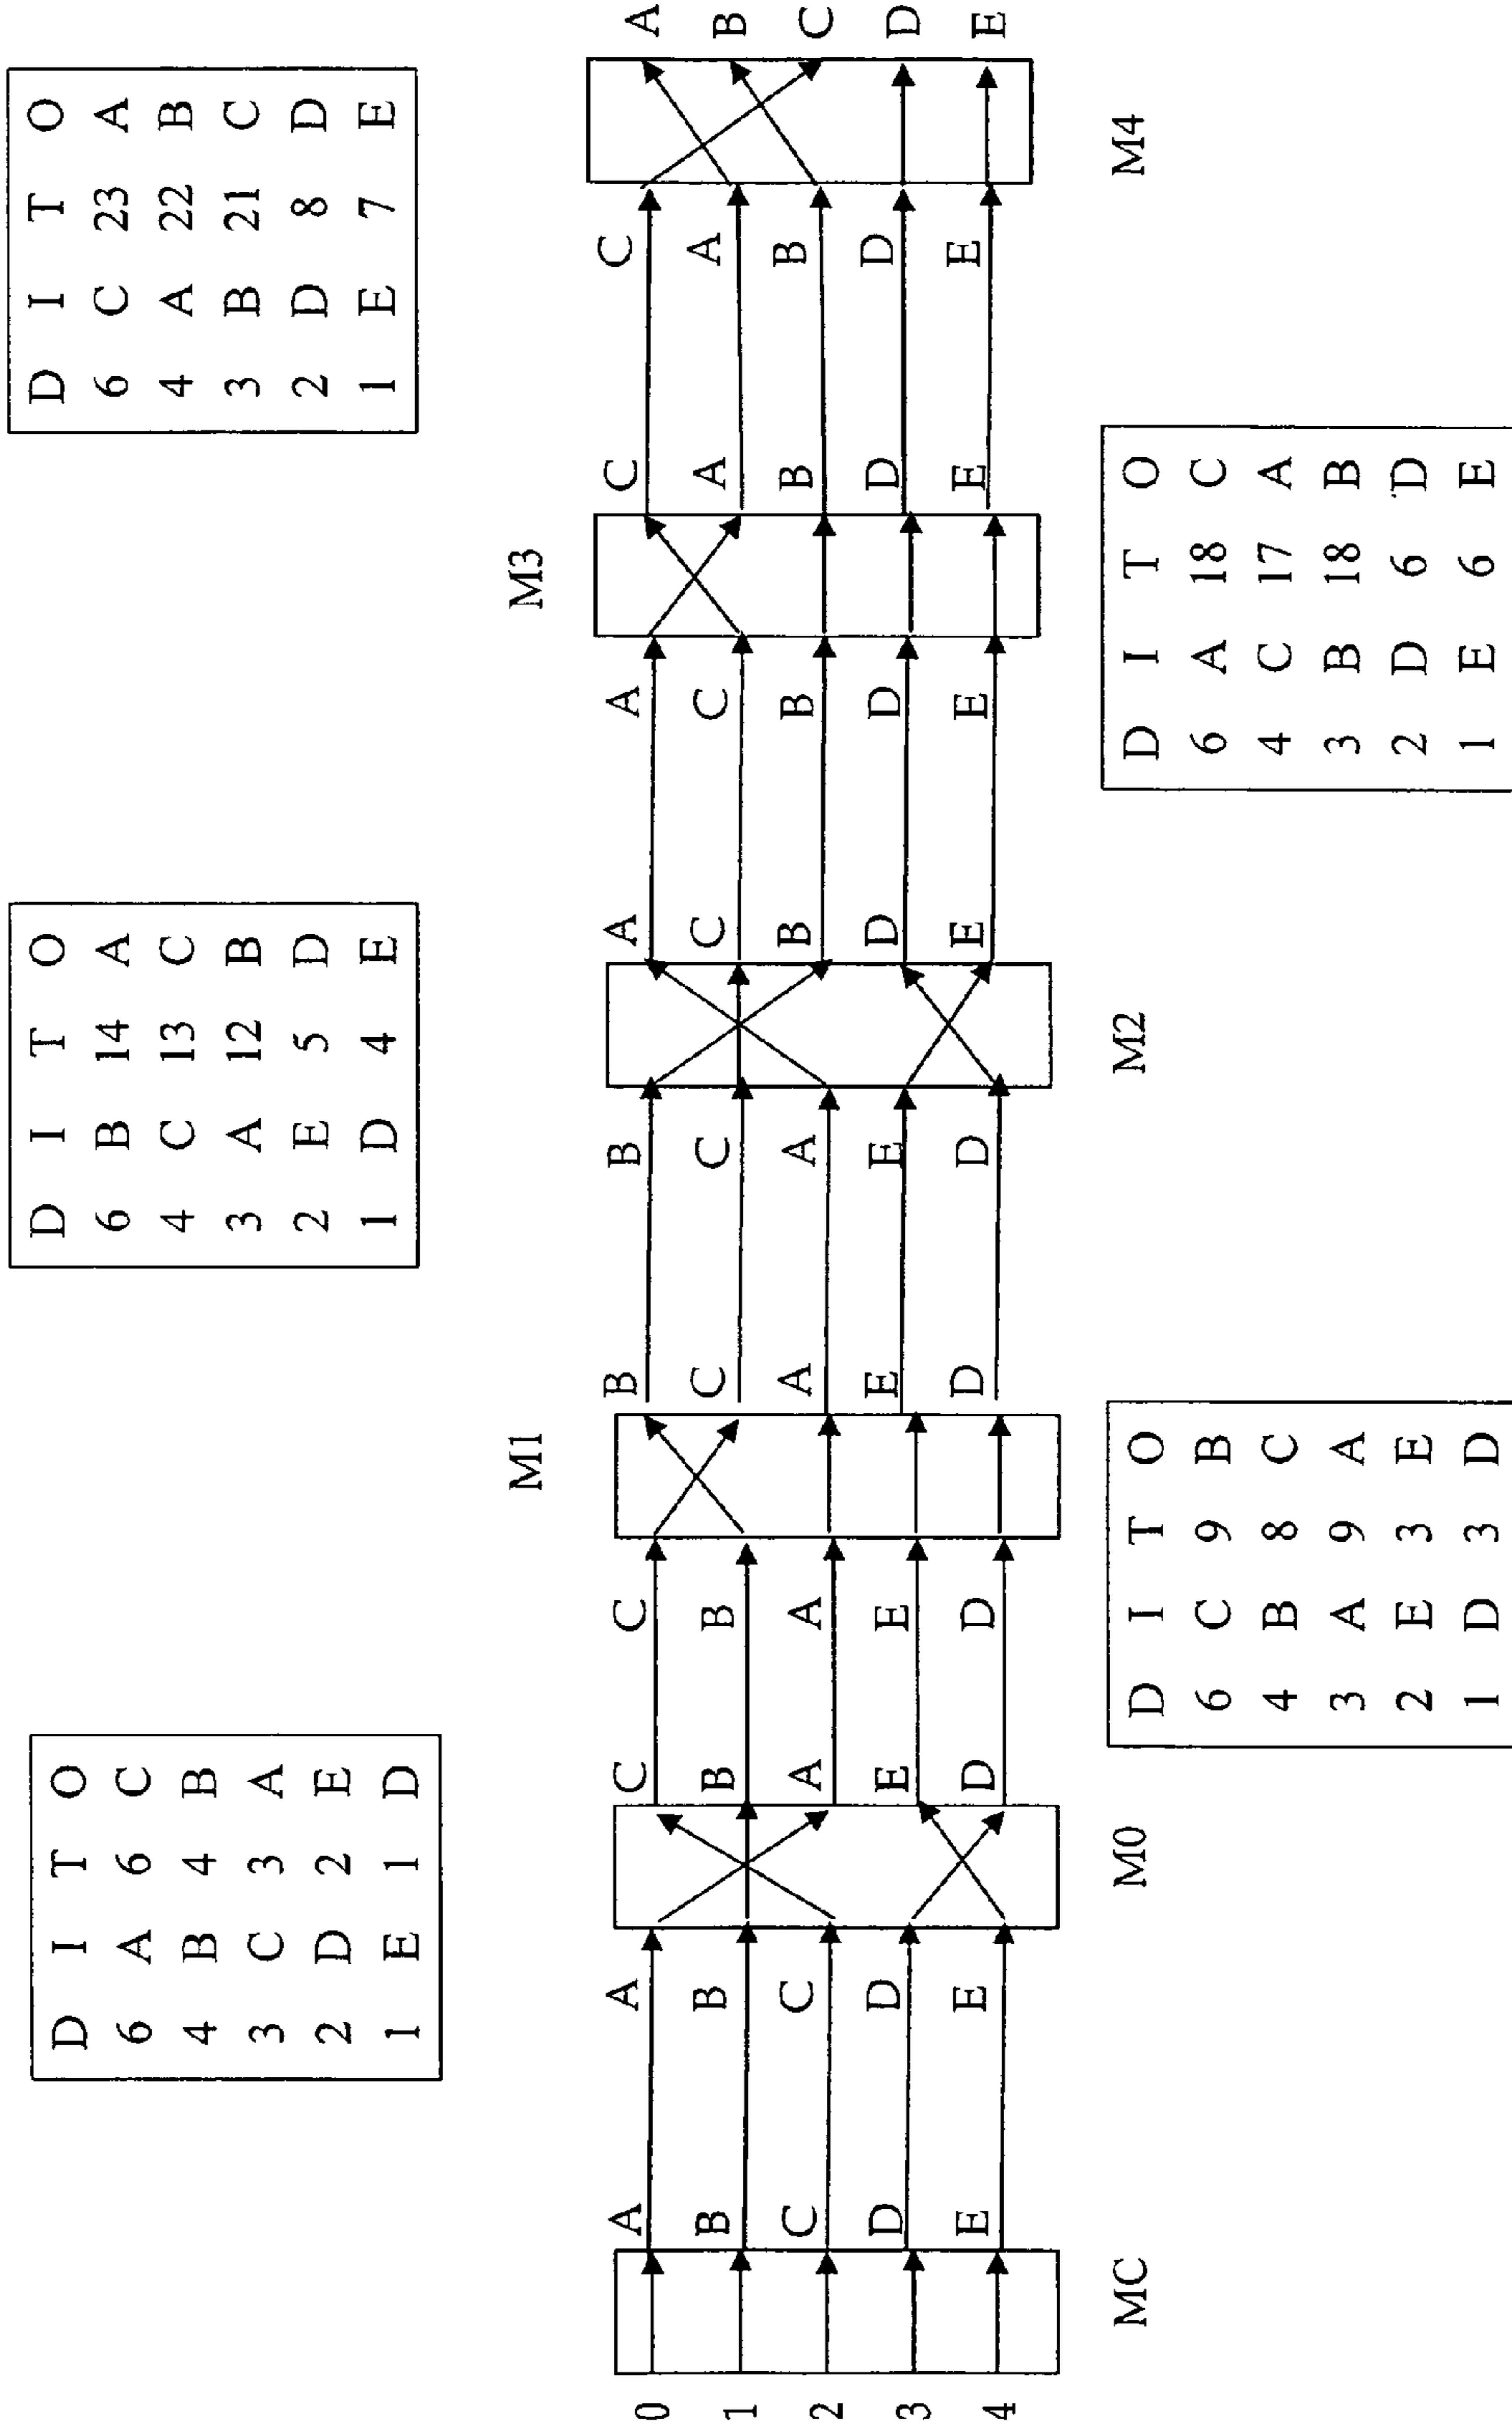 D I T O
6 A 6 C
4 B 4 B
3 C 3 A
2 D 2 E
1 E 1 D
D I T O
6 B 14 A
4 C 13 C
3 A 12 B
2 E 5 D
1 D 4 E
D I T O
6 C 23 A
4 A 22 B
3 B 21 C
2 D 8 D
1 E 7 E
M1 M3
0 A A C C B B A A C C A
1 B B B B C C C C A A B
2 C C A A A A B B B B C
3 D D E E E E D D D D D
4 E E D D D D E E E E E
MC M0 M2 M4
D I T O
6 C 9 B
4 B 8 C
3 A 9 A
2 E 3 E
1 D 3 D
D I T O
6 A 18 C
4 C 17 A
3 B 18 B
2 D 6 D
1 E 6 E